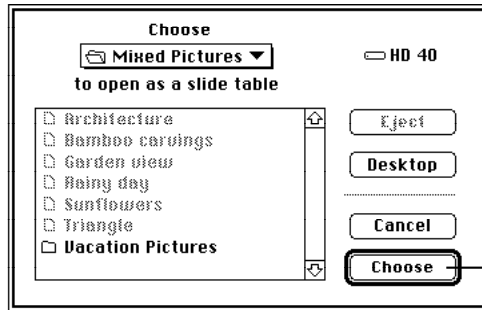 Choose
Mixed Pictures
HD 40
to open as a slide table
Architecture
Bamboo carvings
Garden view
Rainy day
Sunflowers
Triangle
Vacation Pictures
Eject
Desktop
Cancel
Choose